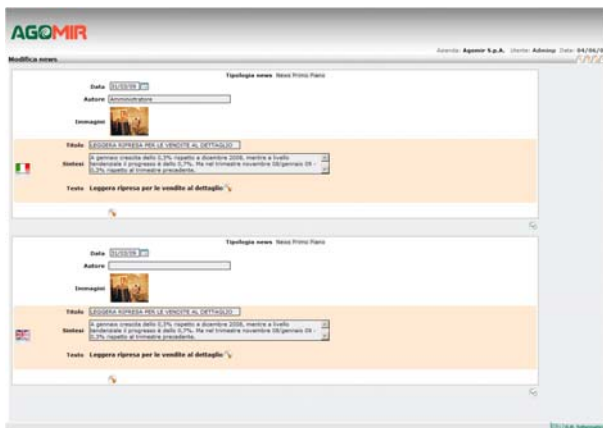 AGOMIR
Azienda: Agomir S.p.A. Utente: Adminsp Data: 04/06/0
Modifica news
Tipologia news News Primo Piano
Data 31/03/09
Autore Amministratore
Immagini
Titolo LEGGERA RIPRESA PER LE VENDITE AL DETTAGLIO
Sintesi A gennaio crescita dello 0,3% rispetto a dicembre 2008, mentre a livello
tendenziale il progresso è dello 0,7%. Ma nel trimestre novembre 08/gennaio 09 -
0,3% rispetto al trimestre precedente.
Testo Leggera ripresa per le vendite al dettaglio
Tipologia news News Primo Piano
Data 31/03/09
Autore
Immagini
Titolo LEGGERA RIPRESA PER LE VENDITE AL DETTAGLIO
Sintesi A gennaio crescita dello 0,3% rispetto a dicembre 2008, mentre a livello
tendenziale il progresso è dello 0,7%. Ma nel trimestre novembre 08/gennaio 09 -
0,3% rispetto al trimestre precedente.
Testo Leggera ripresa per le vendite al dettaglio